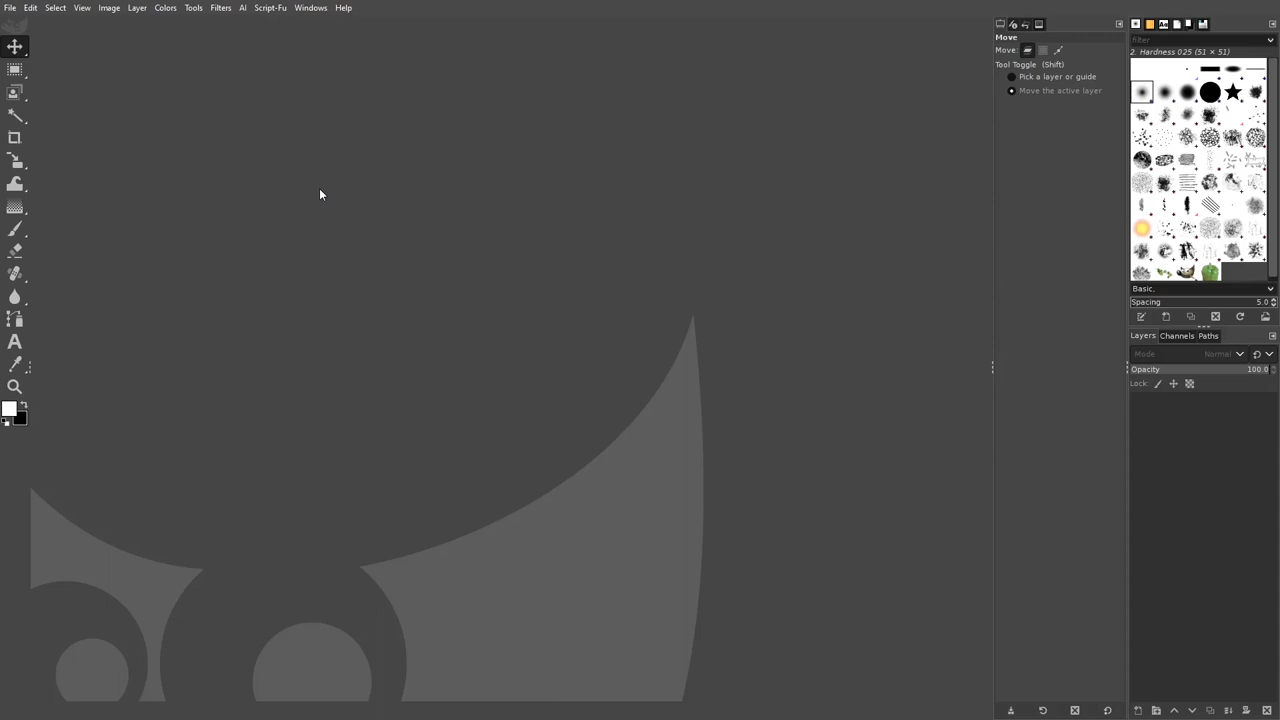 File Edit Select View Image Layer Colors Tools Filters AI Script-Fu Windows Help
Move
Move:
Tool Toggle (Shift)
Pick a layer or guide
Move the active layer
filter
2. Hardness 025 (51 × 51)
Basic,
Spacing 5.0
Layers Channels Paths
Mode Normal
Opacity 100.0
Lock: